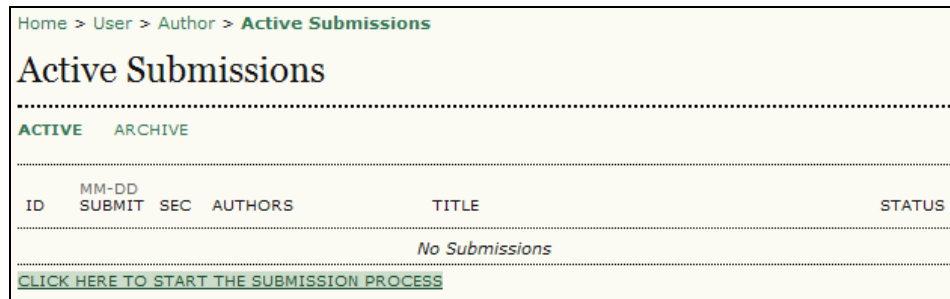 Home > User > Author > Active Submissions
Active Submissions
ACTIVE ARCHIVE
MM-DD
ID SUBMIT SEC AUTHORS TITLE STATUS
No Submissions
CLICK HERE TO START THE SUBMISSION PROCESS